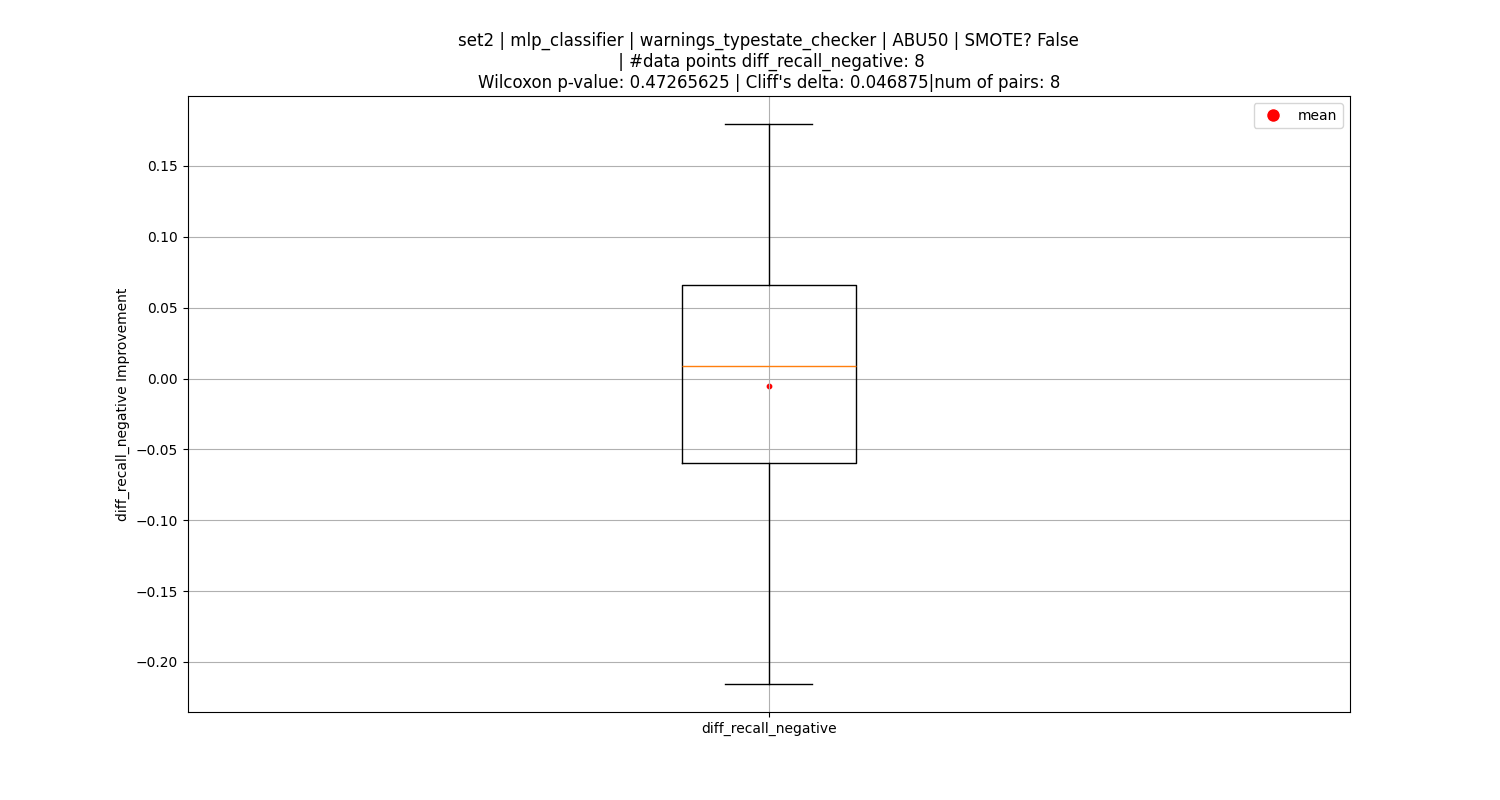 set2 | mlp_classifier | warnings_typestate_checker | ABU50 | SMOTE? False
| #data points diff_recall_negative: 8
Wilcoxon p-value: 0.47265625 | Cliff's delta: 0.046875|num of pairs: 8
mean
0.15
0.10
0.05
0.00
−0.05
−0.10
−0.15
−0.20
diff_recall_negative Improvement
diff_recall_negative